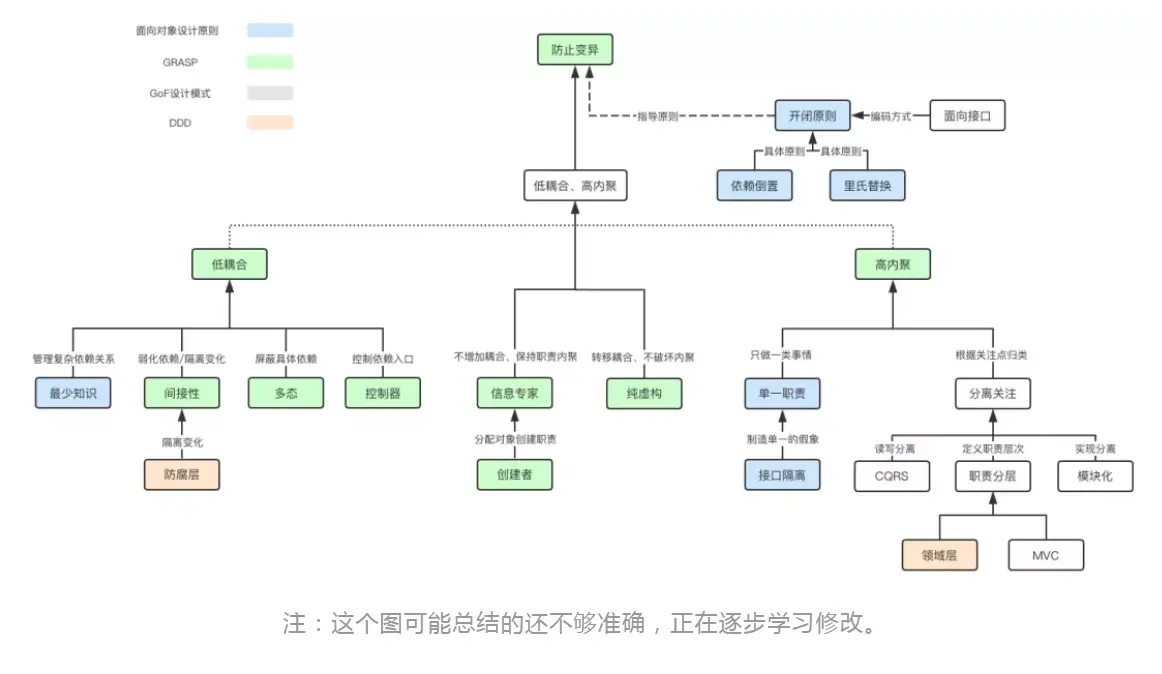 面向对象设计原则
GRASP
GoF设计模式
DDD
防止变异
指导原则
开闭原则
编码方式
面向接口
具体原则
具体原则
依赖倒置
里氏替换
低耦合、高内聚
低耦合
高内聚
管理复杂依赖关系
弱化依赖/隔离变化
屏蔽具体依赖
控制依赖入口
不增加耦合、保持职责内聚
转移耦合、不破坏内聚
只做一类事情
根据关注点归类
最少知识
间接性
多态
控制器
信息专家
纯虚构
单一职责
分离关注
隔离变化
分配对象创建职责
制造单一的假象
读写分离
定义职责层次
实现分离
防腐层
创建者
接口隔离
CQRS
职责分层
模块化
领域层
MVC
注：这个图可能总结的还不够准确，正在逐步学习修改。